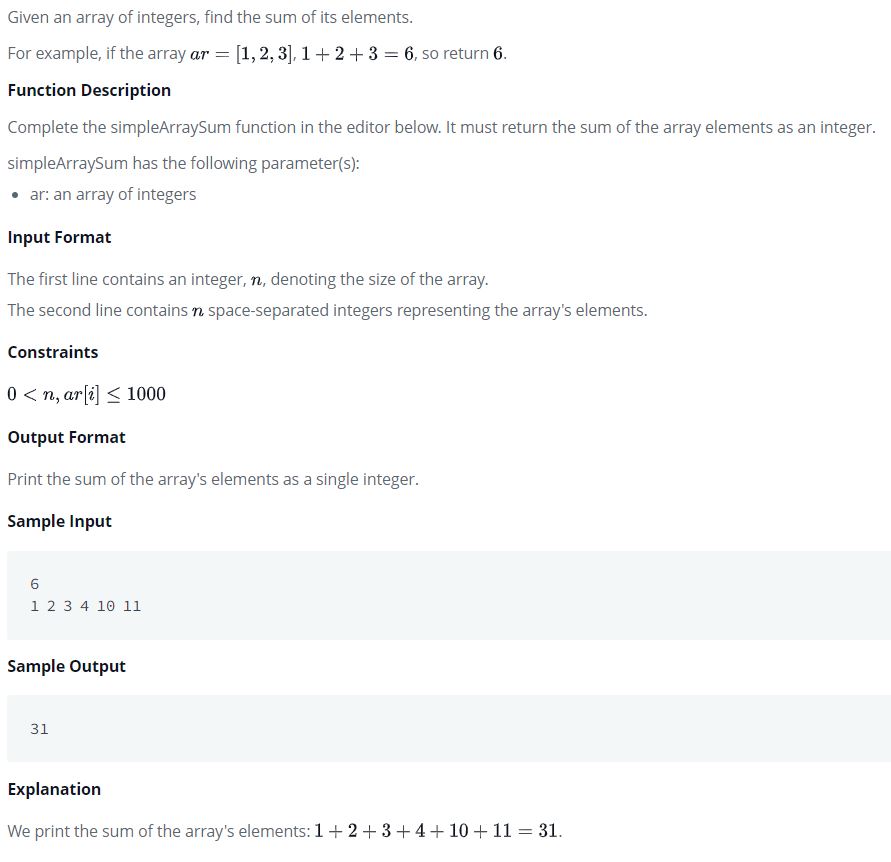 Given an array of integers, find the sum of its elements.
For example, if the array ar = [1, 2, 3], 1 + 2 + 3 = 6, so return 6.
Function Description
Complete the simpleArraySum function in the editor below. It must return the sum of the array elements as an integer.
simpleArraySum has the following parameter(s):
• ar: an array of integers
Input Format
The first line contains an integer, n, denoting the size of the array.
The second line contains n space-separated integers representing the array's elements.
Constraints
0 < n, ar[i] ≤ 1000
Output Format
Print the sum of the array's elements as a single integer.
Sample Input
6
1 2 3 4 10 11
Sample Output
31
Explanation
We print the sum of the array's elements: 1 + 2 + 3 + 4 + 10 + 11 = 31.